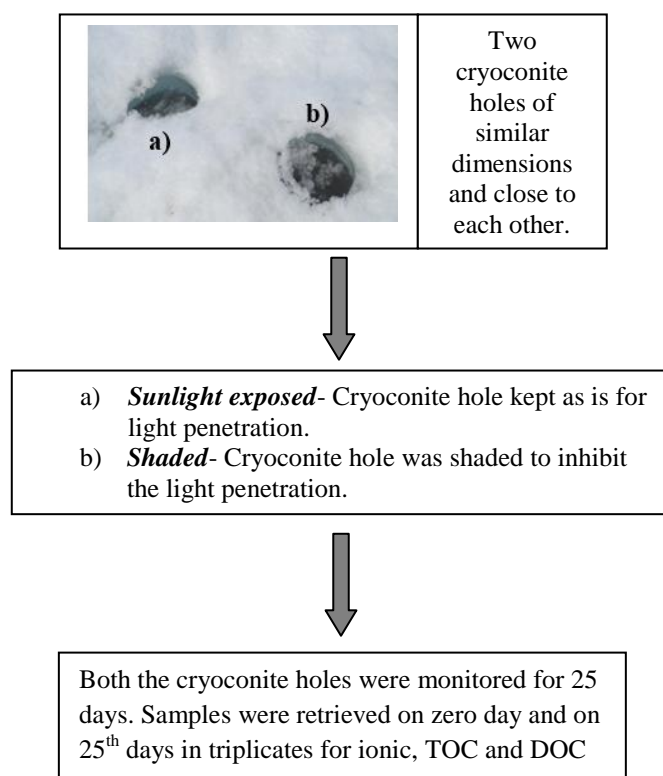 a)
b)
Two
cryoconite
holes of
similar
dimensions
and close to
each other.
a) Sunlight exposed- Cryoconite hole kept as is for
light penetration.
b) Shaded- Cryoconite hole was shaded to inhibit
the light penetration.
Both the cryoconite holes were monitored for 25
days. Samples were retrieved on zero day and on
25th days in triplicates for ionic, TOC and DOC